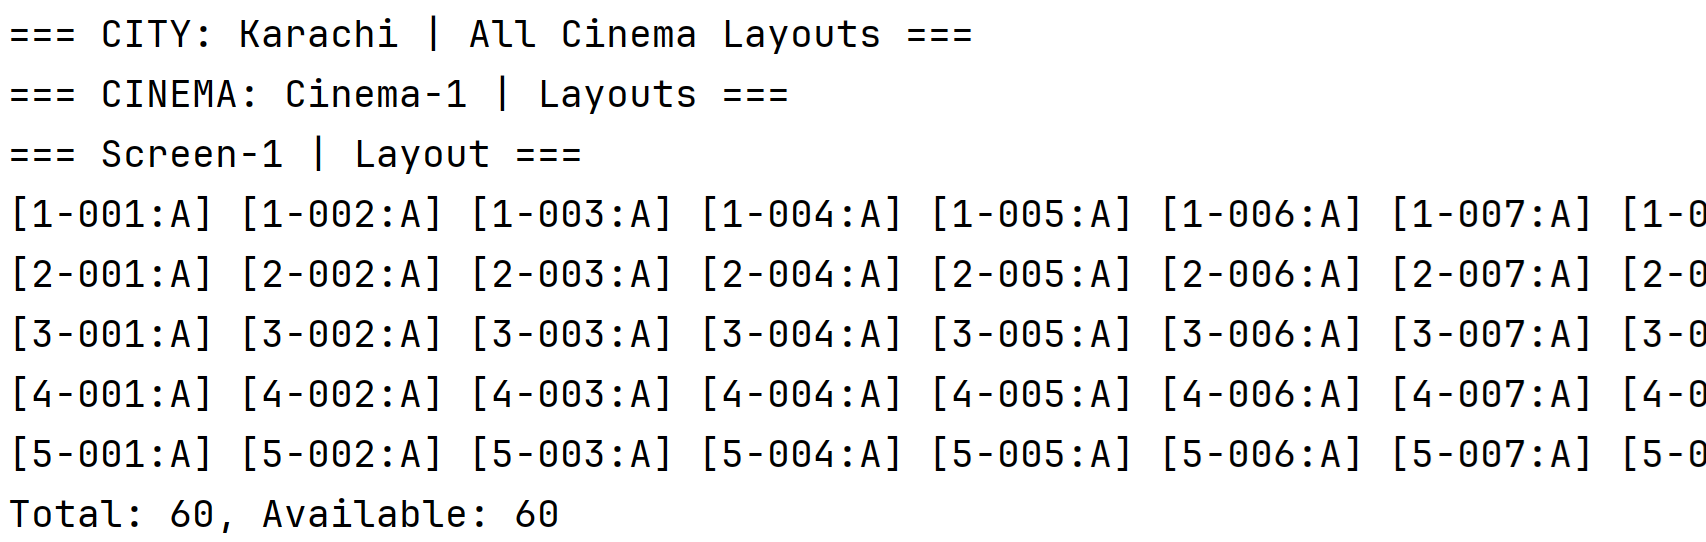 === CITY: Karachi | All Cinema Layouts ===
=== CINEMA: Cinema-1 | Layouts ===
=== Screen-1 | Layout ===
[1-001:A] [1-002:A] [1-003:A] [1-004:A] [1-005:A] [1-006:A] [1-007:A] [1-0
[2-001:A] [2-002:A] [2-003:A] [2-004:A] [2-005:A] [2-006:A] [2-007:A] [2-0
[3-001:A] [3-002:A] [3-003:A] [3-004:A] [3-005:A] [3-006:A] [3-007:A] [3-0
[4-001:A] [4-002:A] [4-003:A] [4-004:A] [4-005:A] [4-006:A] [4-007:A] [4-0
[5-001:A] [5-002:A] [5-003:A] [5-004:A] [5-005:A] [5-006:A] [5-007:A] [5-0
Total: 60, Available: 60